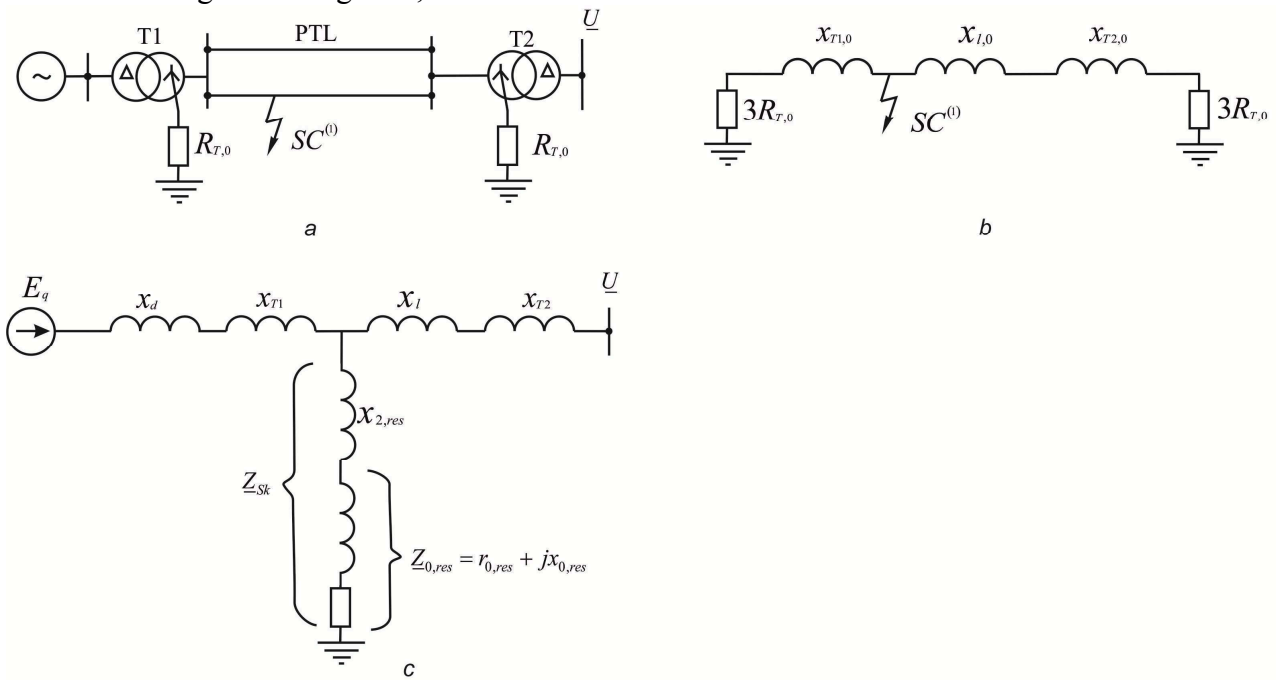 T1
PTL
T2
U
~
Δ
Δ
R_{T,0}
SC^{(1)}
R_{T,0}
a
x_{T1,0}
x_{l,0}
x_{T2,0}
3R_{T,0}
SC^{(1)}
3R_{T,0}
b
E_q
x_d
x_{T1}
x_l
x_{T2}
U
x_{2,res}
Z_{Sk}
Z_{0,res} = r_{0,res} + jx_{0,res}
c